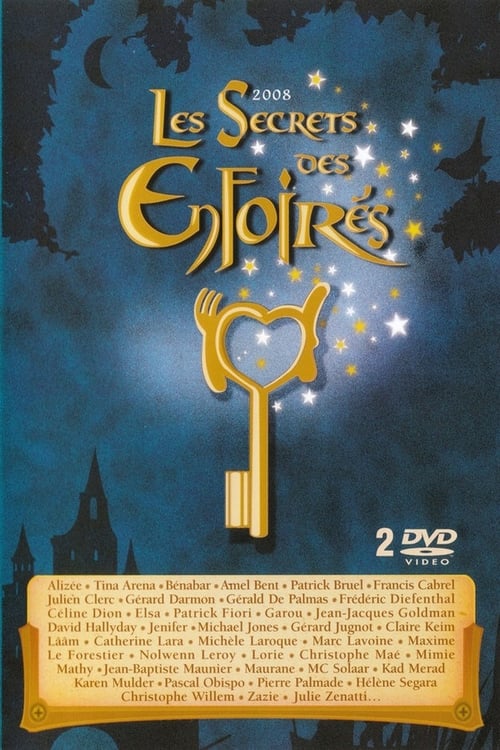 2008
Les Secrets
des
Enfoirés
2 DVD
VIDEO
Alizée • Tina Arena • Bénabar • Amel Bent • Patrick Bruel • Francis Cabrel
Julien Clerc • Gérard Darmon • Gérald De Palmas • Frédéric Diefenthal
Céline Dion • Elsa • Patrick Fiori • Garou • Jean-Jacques Goldman
David Hallyday • Jenifer • Michael Jones • Gérard Jugnot • Claire Keim
Lââm • Catherine Lara • Michèle Laroque • Marc Lavoine • Maxime
Le Forestier • Nolwenn Leroy • Lorie • Christophe Maé • Mimie
Mathy • Jean-Baptiste Maunier • Maurane • MC Solaar • Kad Merad
Karen Mulder • Pascal Obispo • Pierre Palmade • Hélène Segara
Christophe Willem • Zazie • Julie Zenatti...